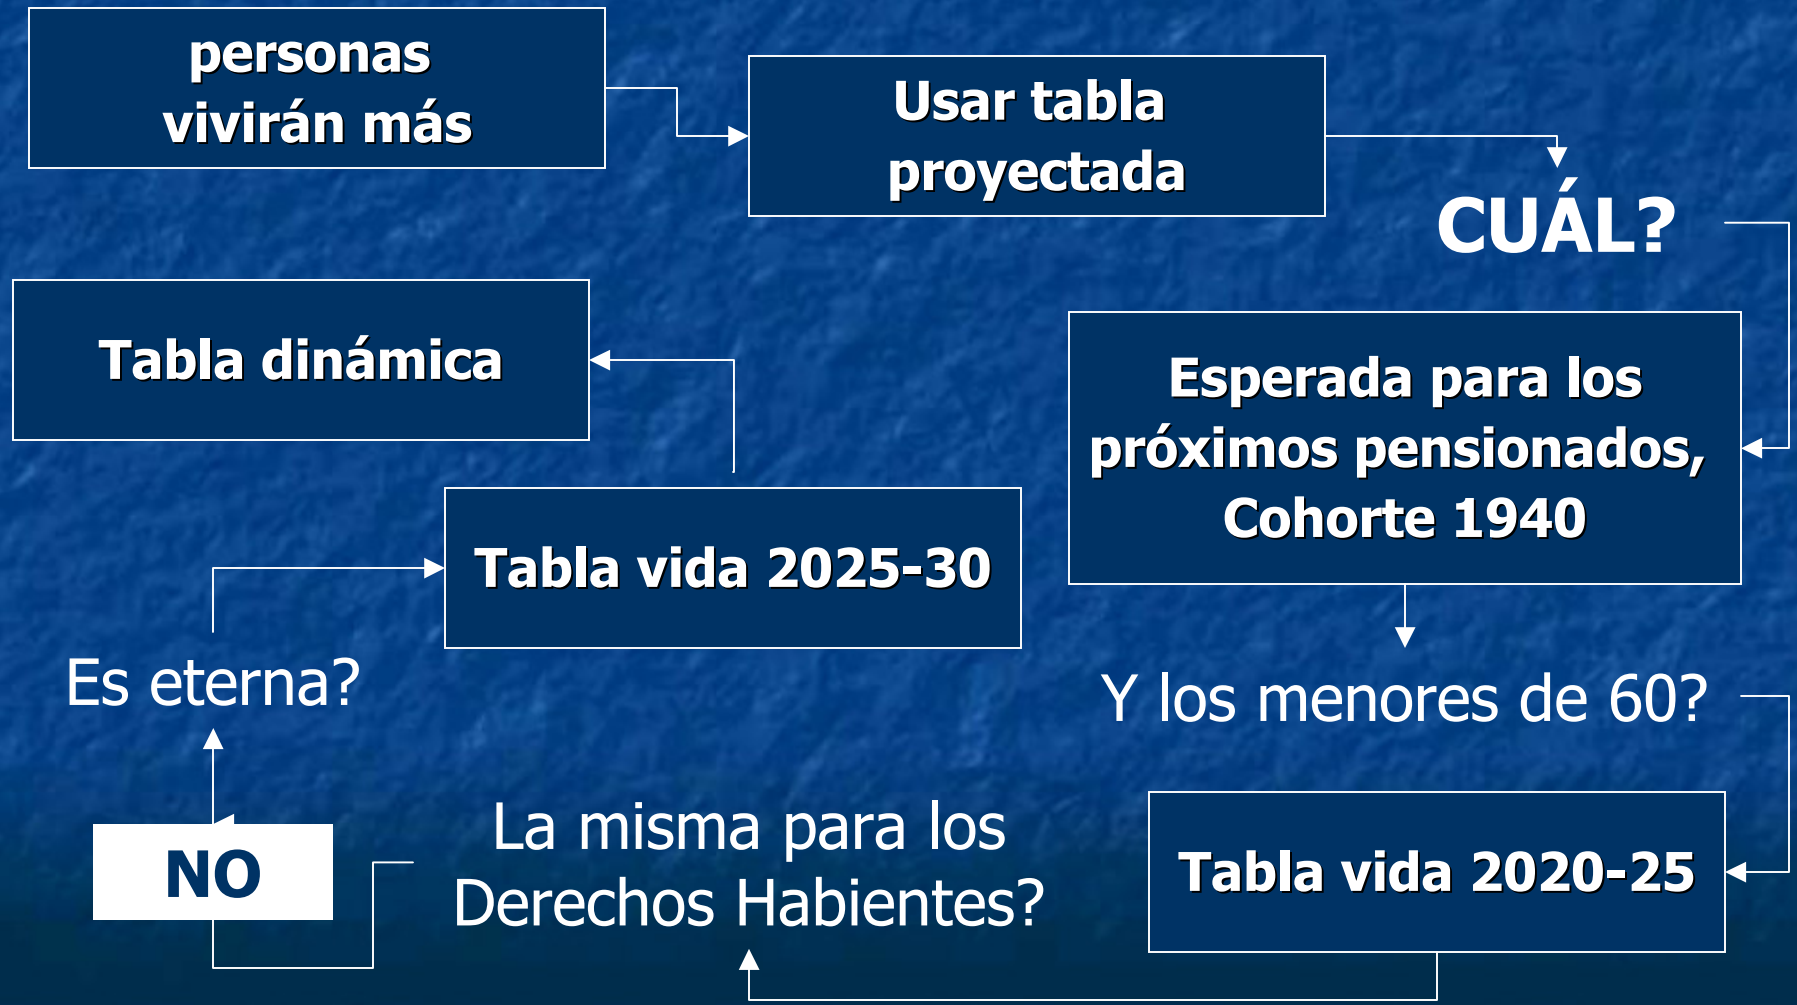 personas
vivirán más
Usar tabla
proyectada
CUÁL?
Esperada para los
próximos pensionados,
Cohorte 1940
Y los menores de 60?
Tabla vida 2020-25
La misma para los
Derechos Habientes?
NO
Es eterna?
Tabla vida 2025-30
Tabla dinámica